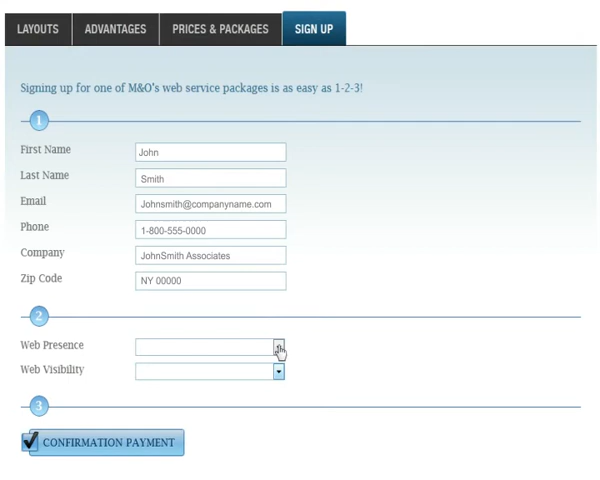 LAYOUTS ADVANTAGES PRICES & PACKAGES SIGN UP
Signing up for one of M&O's web service packages is as easy as 1-2-3!
1
First Name John
Last Name Smith
Email Johnsmith@companyname.com
Phone 1-800-555-0000
Company JohnSmith Associates
Zip Code NY 00000
2
Web Presence
Web Visibility
3
CONFIRMATION PAYMENT